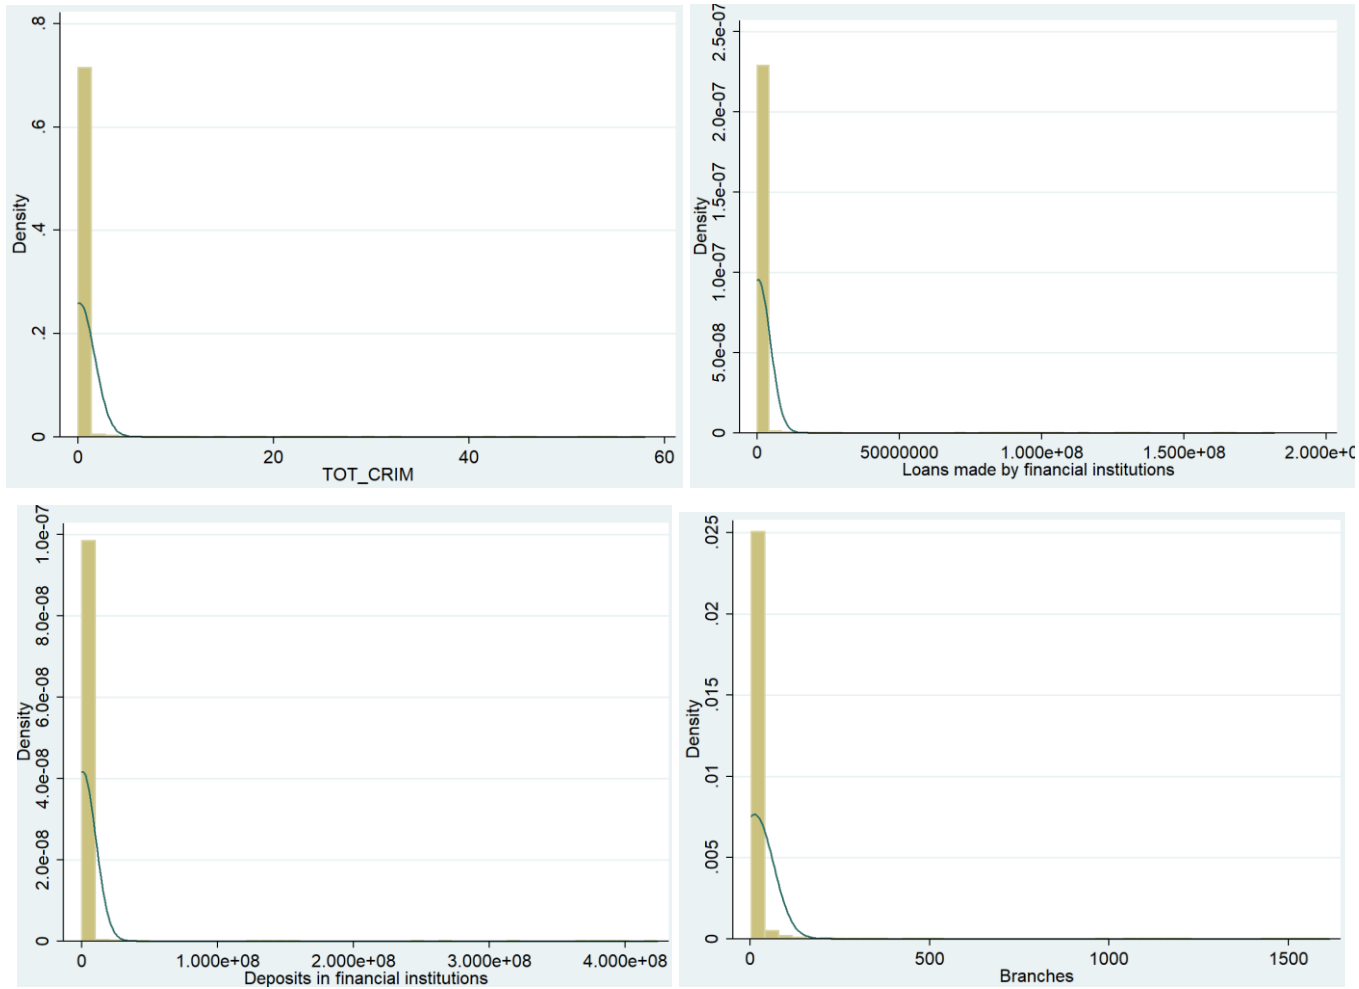 Density
.8
.6
.4
.2
0
0 20 40 60
TOT_CRIM
Density
2.5e-07
2.0e-07
1.5e-07
1.0e-07
5.0e-08
0
0 50000000 1.000e+08 1.500e+08 2.000e+0
Loans made by financial institutions
Density
1.0e-07
8.0e-08
6.0e-08
4.0e-08
2.0e-08
0
0 1.000e+08 2.000e+08 3.000e+08 4.000e+08
Deposits in financial institutions
Density
.025
.02
.015
.01
.005
0
0 500 1000 1500
Branches